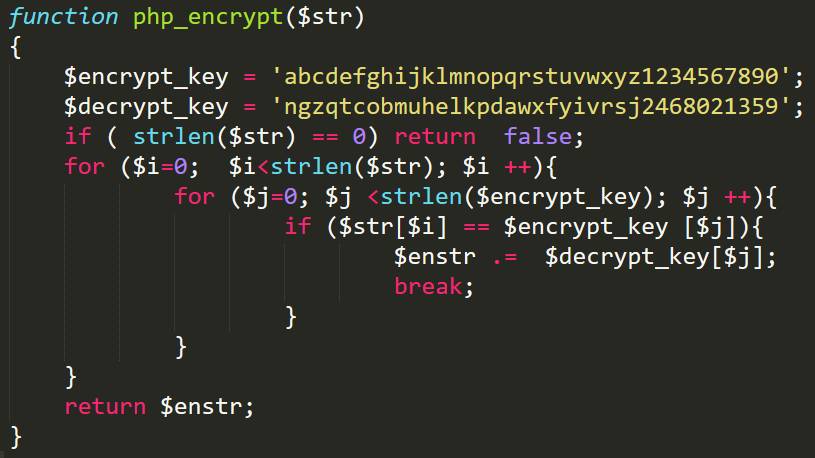 function php_encrypt($str)
{
    $encrypt_key = 'abcdefghijklmnopqrstuvwxyz1234567890';
    $decrypt_key = 'ngzqtcobmuhelkpdawxfyivrsj2468021359';
    if ( strlen($str) == 0) return  false;
    for ($i=0;  $i<strlen($str); $i ++){
            for ($j=0; $j <strlen($encrypt_key); $j ++){
                    if ($str[$i] == $encrypt_key [$j]){
                            $enstr .=  $decrypt_key[$j];
                            break;
                    }
            }
    }
    return $enstr;
}